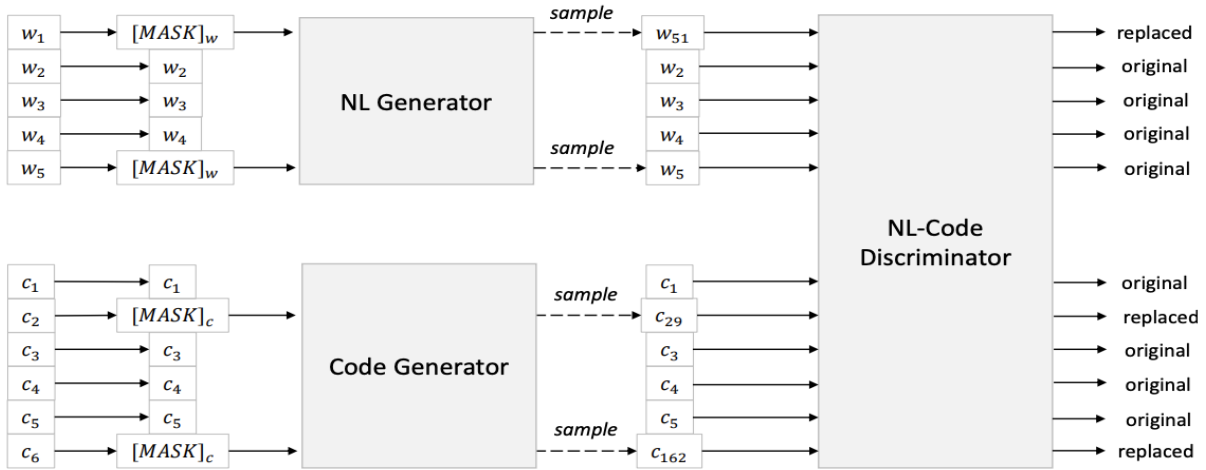 sample
w1 [MASK]w w51 replaced
w2 w2 w2 original
w3 w3 NL Generator w3 original
w4 w4 w4 original
sample
w5 [MASK]w w5 original
NL-Code
Discriminator
c1 c1 c1 original
sample
c2 [MASK]c c29 replaced
c3 c3 c3 original
Code Generator
c4 c4 c4 original
c5 c5 c5 original
sample
c6 [MASK]c c162 replaced